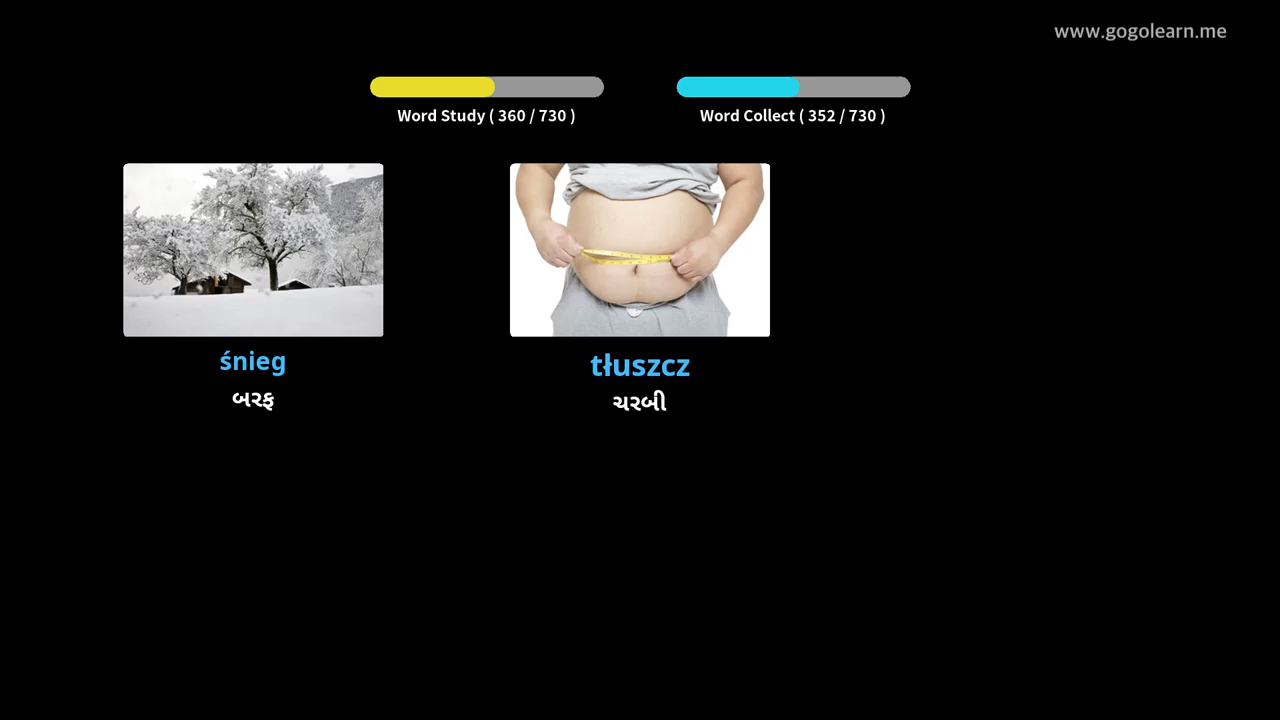 www.gogolearn.me
Word Study ( 360 / 730 )
Word Collect ( 352 / 730 )
śnieg
બરફ
tłuszcz
ચરબી